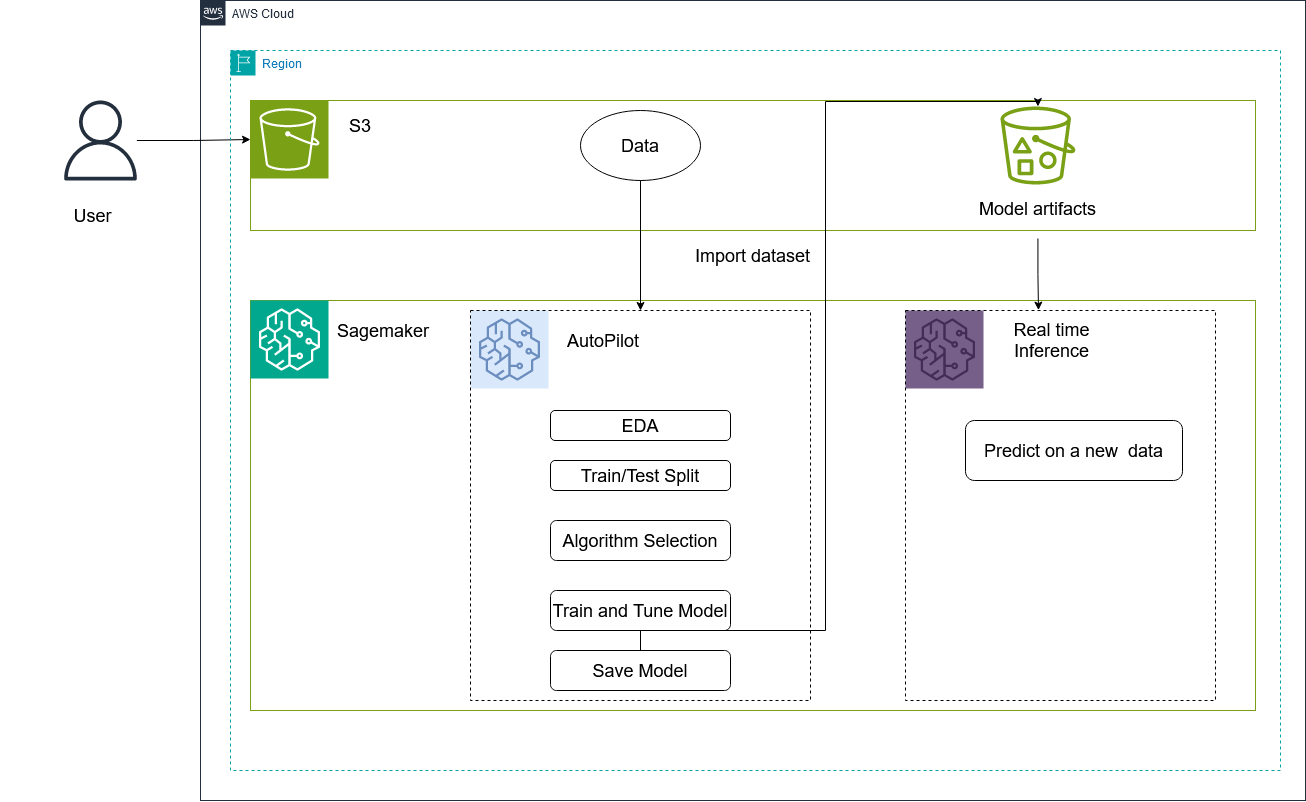 aws
AWS Cloud
Region
S3
Data
User
Model artifacts
Import dataset
Sagemaker
AutoPilot
Real time
Inference
EDA
Predict on a new  data
Train/Test Split
Algorithm Selection
Train and Tune Model
Save Model